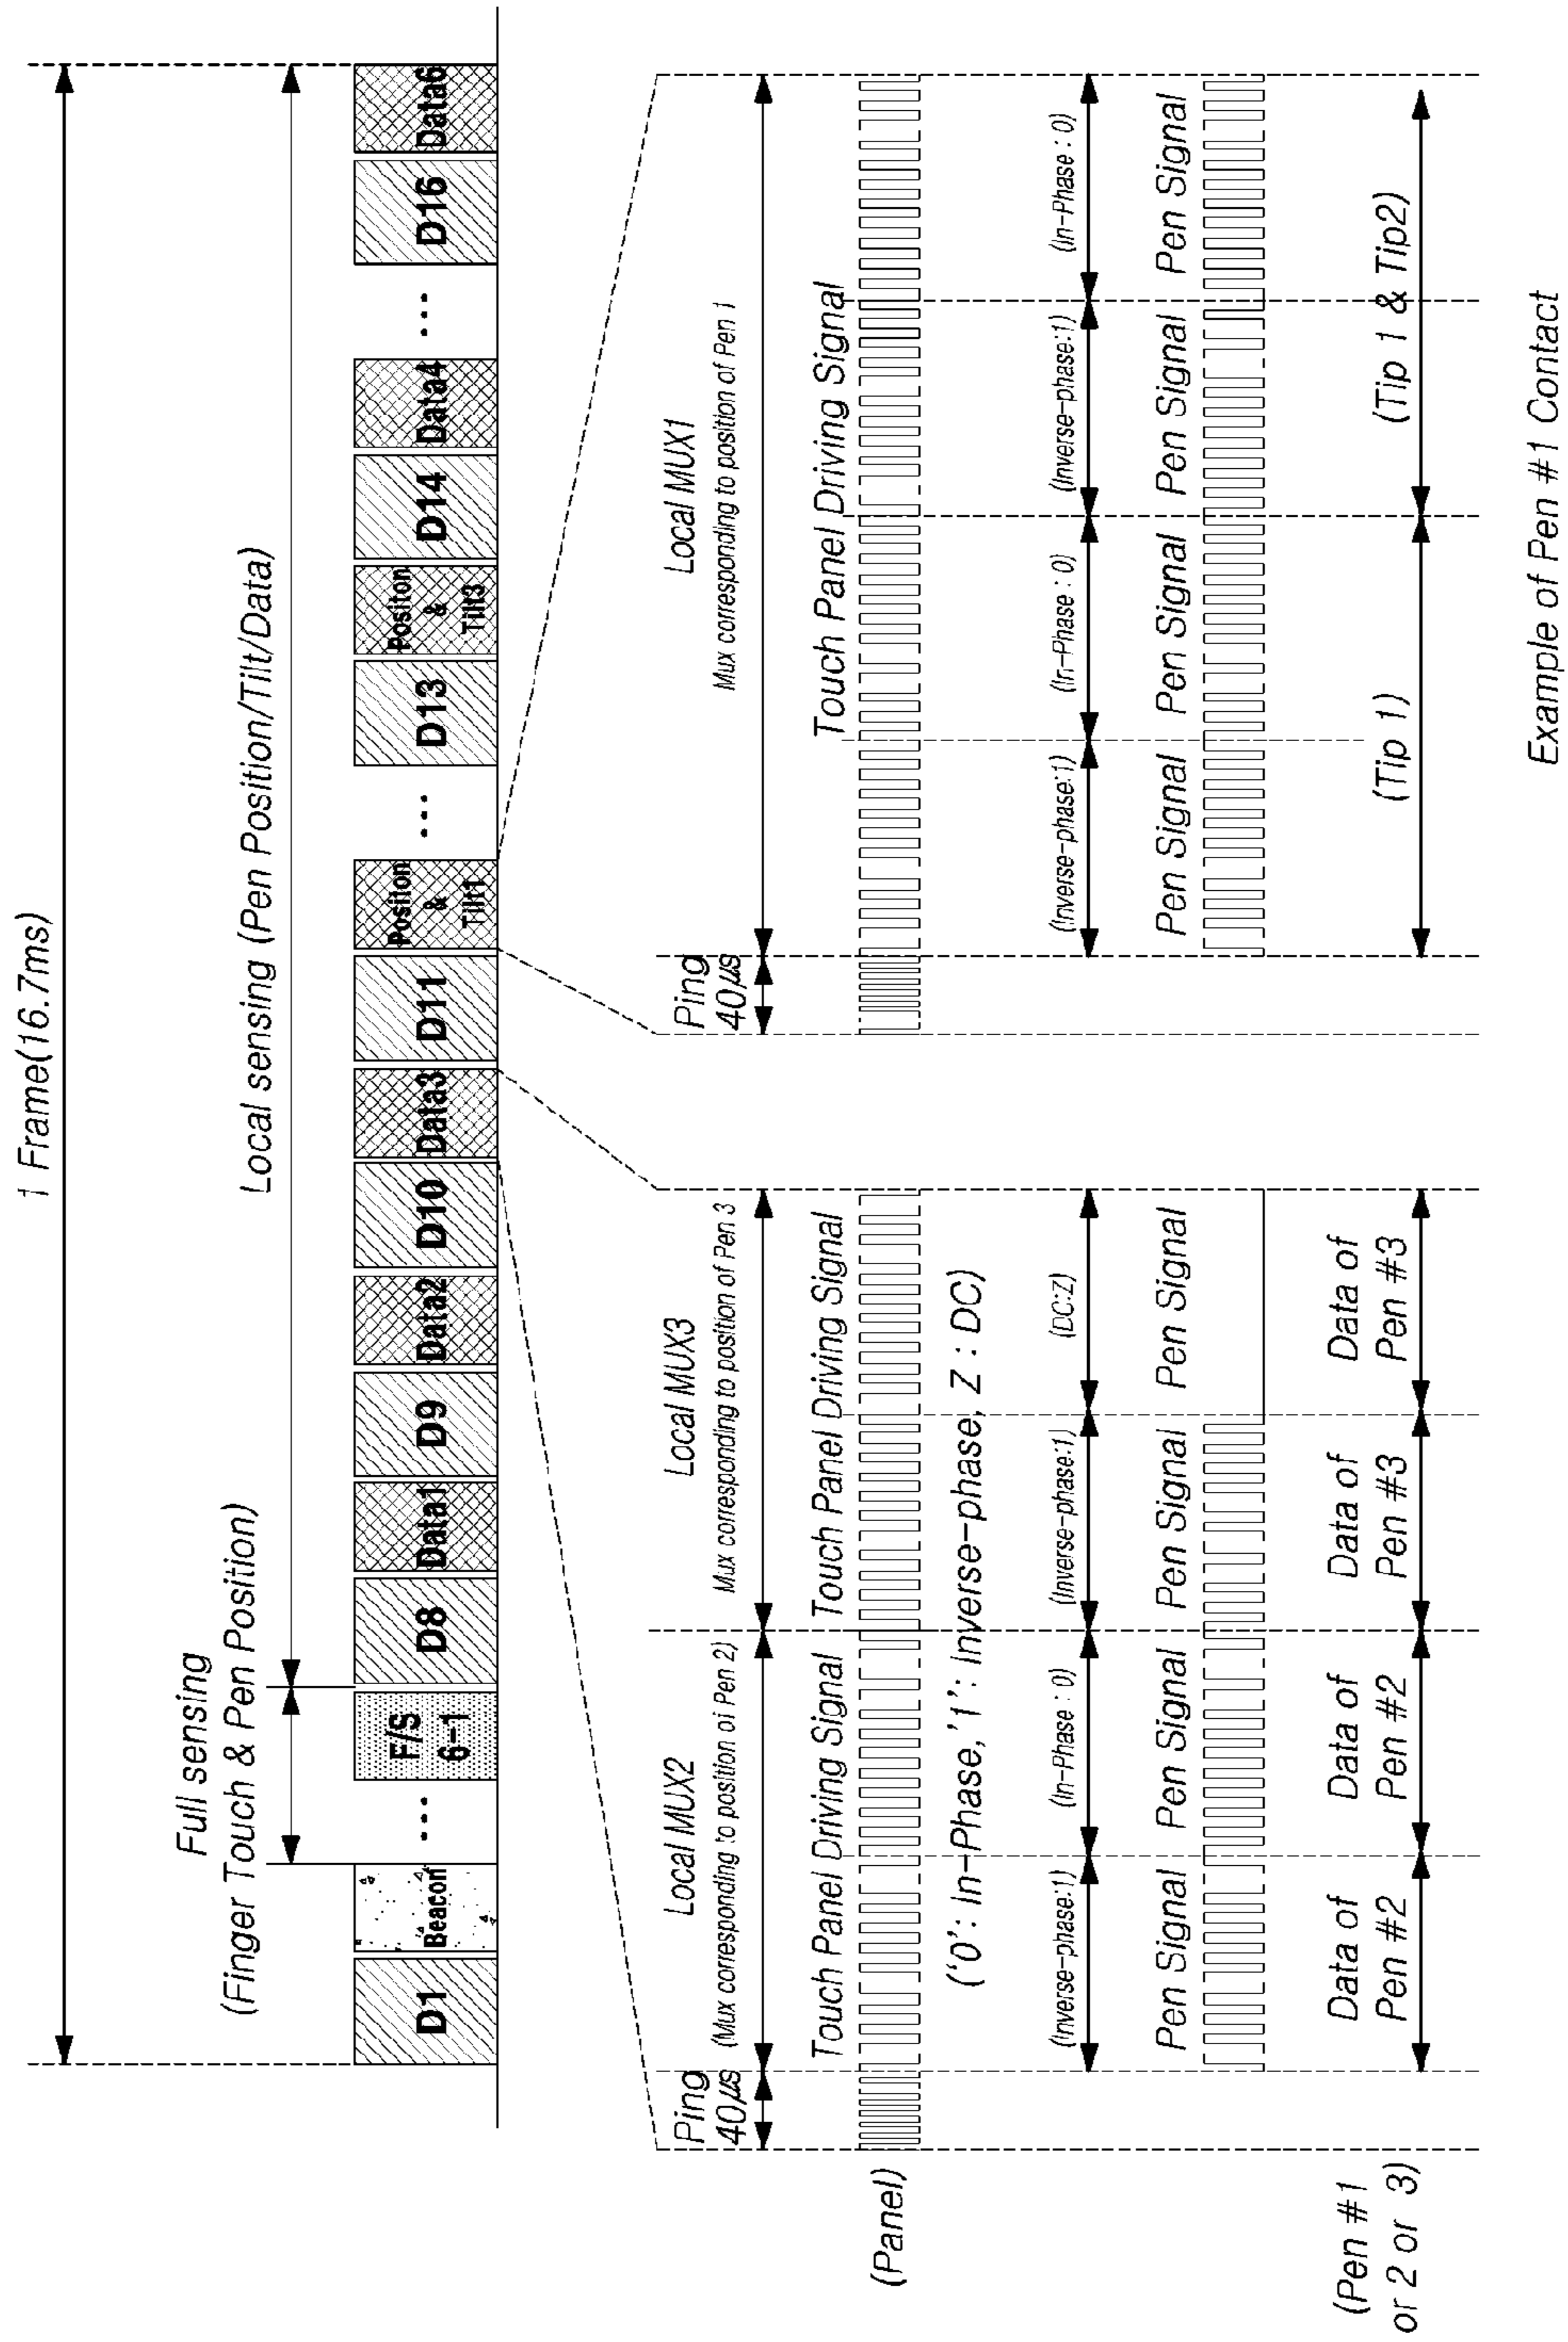 1 Frame(16.7ms)
Full sensing
(Finger Touch & Pen Position)
Local sensing (Pen Position/Tilt/Data)
D1
Beacon
...
F/S
6-1
D8
Data1
D9
Data2
D10
Data3
D11
Positon
&
Tilt1
...
D13
Positon
&
Tilt3
D14
Data4
...
D16
Data6
Ping
40μs
Local MUX2
(Mux corresponding to position of Pen 2)
Local MUX3
Mux corresponding to position of Pen 3
Ping
40μs
Local MUX1
Mux corresponding to position of Pen 1
(Panel)
Touch Panel Driving Signal
Touch Panel Driving Signal
Touch Panel Driving Signal
('0': In-Phase,'1': Inverse-phase, Z : DC)
(Inverse-phase:1)
(In-Phase : 0)
(Inverse-phase:1)
(DC:Z)
(Inverse-phase:1)
(In-Phase : 0)
(Inverse-phase:1)
(In-Phase : 0)
Pen Signal
Pen Signal
Pen Signal
Pen Signal
Pen Signal
Pen Signal
Pen Signal
Pen Signal
(Pen #1
or 2 or 3)
Data of
Pen #2
Data of
Pen #2
Data of
Pen #3
Data of
Pen #3
(Tip 1)
(Tip 1 & Tip2)
Example of Pen #1 Contact